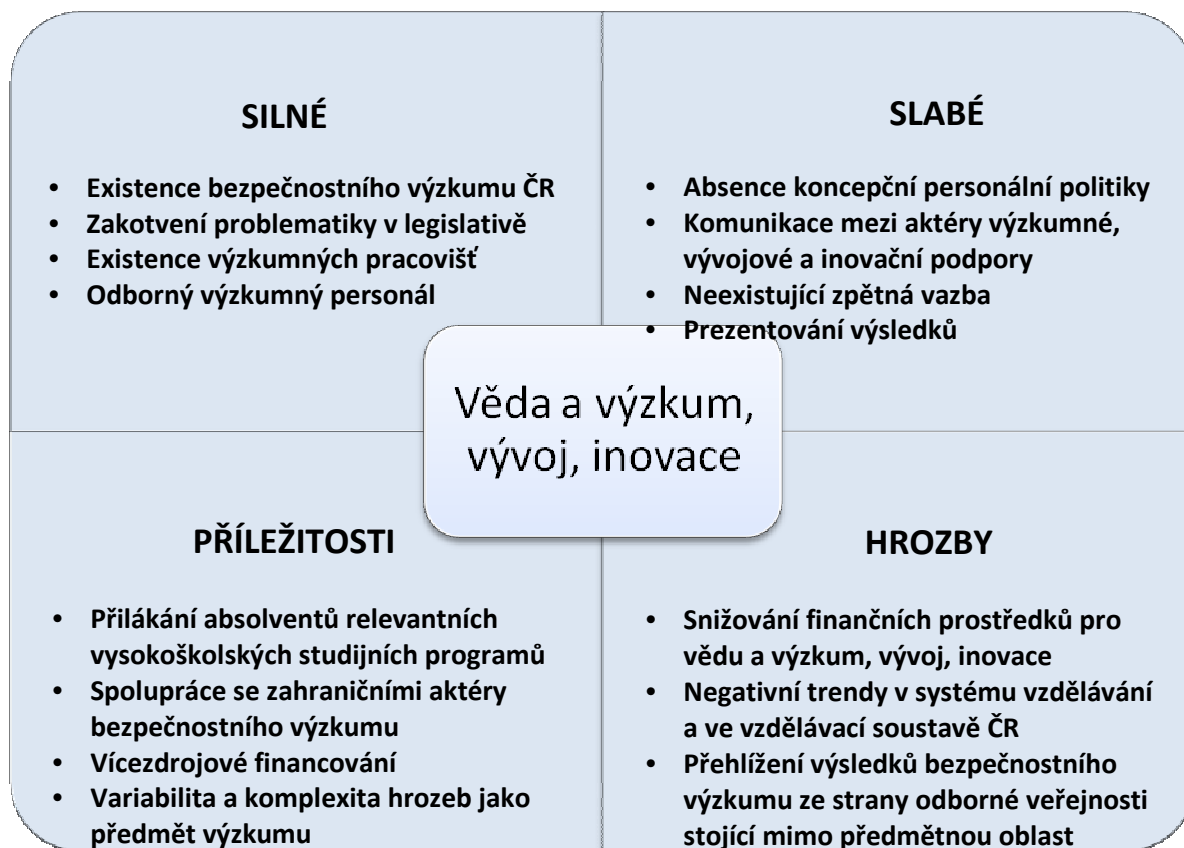 SILNÉ
• Existence bezpečnostního výzkumu ČR
• Zakotvení problematiky v legislativě
• Existence výzkumných pracovišť
• Odborný výzkumný personál
SLABÉ
• Absence koncepční personální politiky
• Komunikace mezi aktéry výzkumné,
vývojové a inovační podpory
• Neexistující zpětná vazba
• Prezentování výsledků
Věda a výzkum,
vývoj, inovace
PŘÍLEŽITOSTI
• Přilákání absolventů relevantních
vysokoškolských studijních programů
• Spolupráce se zahraničními aktéry
bezpečnostního výzkumu
• Vícezdrojové financování
• Variabilita a komplexita hrozeb jako
předmět výzkumu
HROZBY
• Snižování finančních prostředků pro
vědu a výzkum, vývoj, inovace
• Negativní trendy v systému vzdělávání
a ve vzdělávací soustavě ČR
• Přehlížení výsledků bezpečnostního
výzkumu ze strany odborné veřejnosti
stojící mimo předmětnou oblast